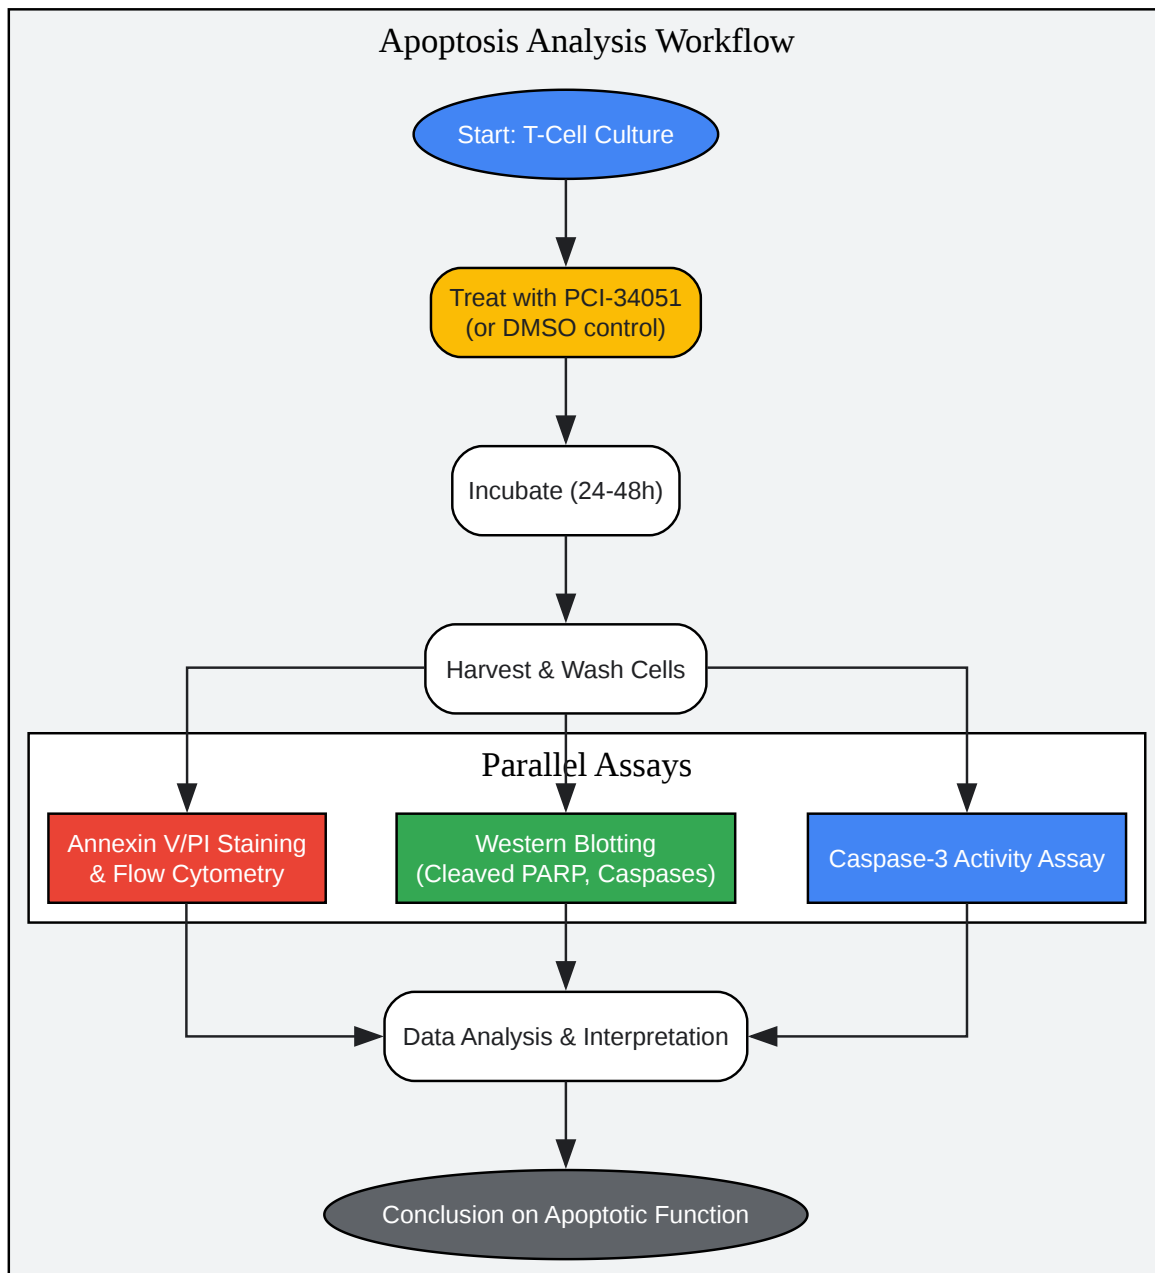 Apoptosis Analysis Workflow
Start: T-Cell Culture
Treat with PCI-34051
(or DMSO control)
Incubate (24-48h)
Harvest & Wash Cells
Parallel Assays
Annexin V/PI Staining
& Flow Cytometry
Western Blotting
(Cleaved PARP, Caspases)
Caspase-3 Activity Assay
Data Analysis & Interpretation
Conclusion on Apoptotic Function